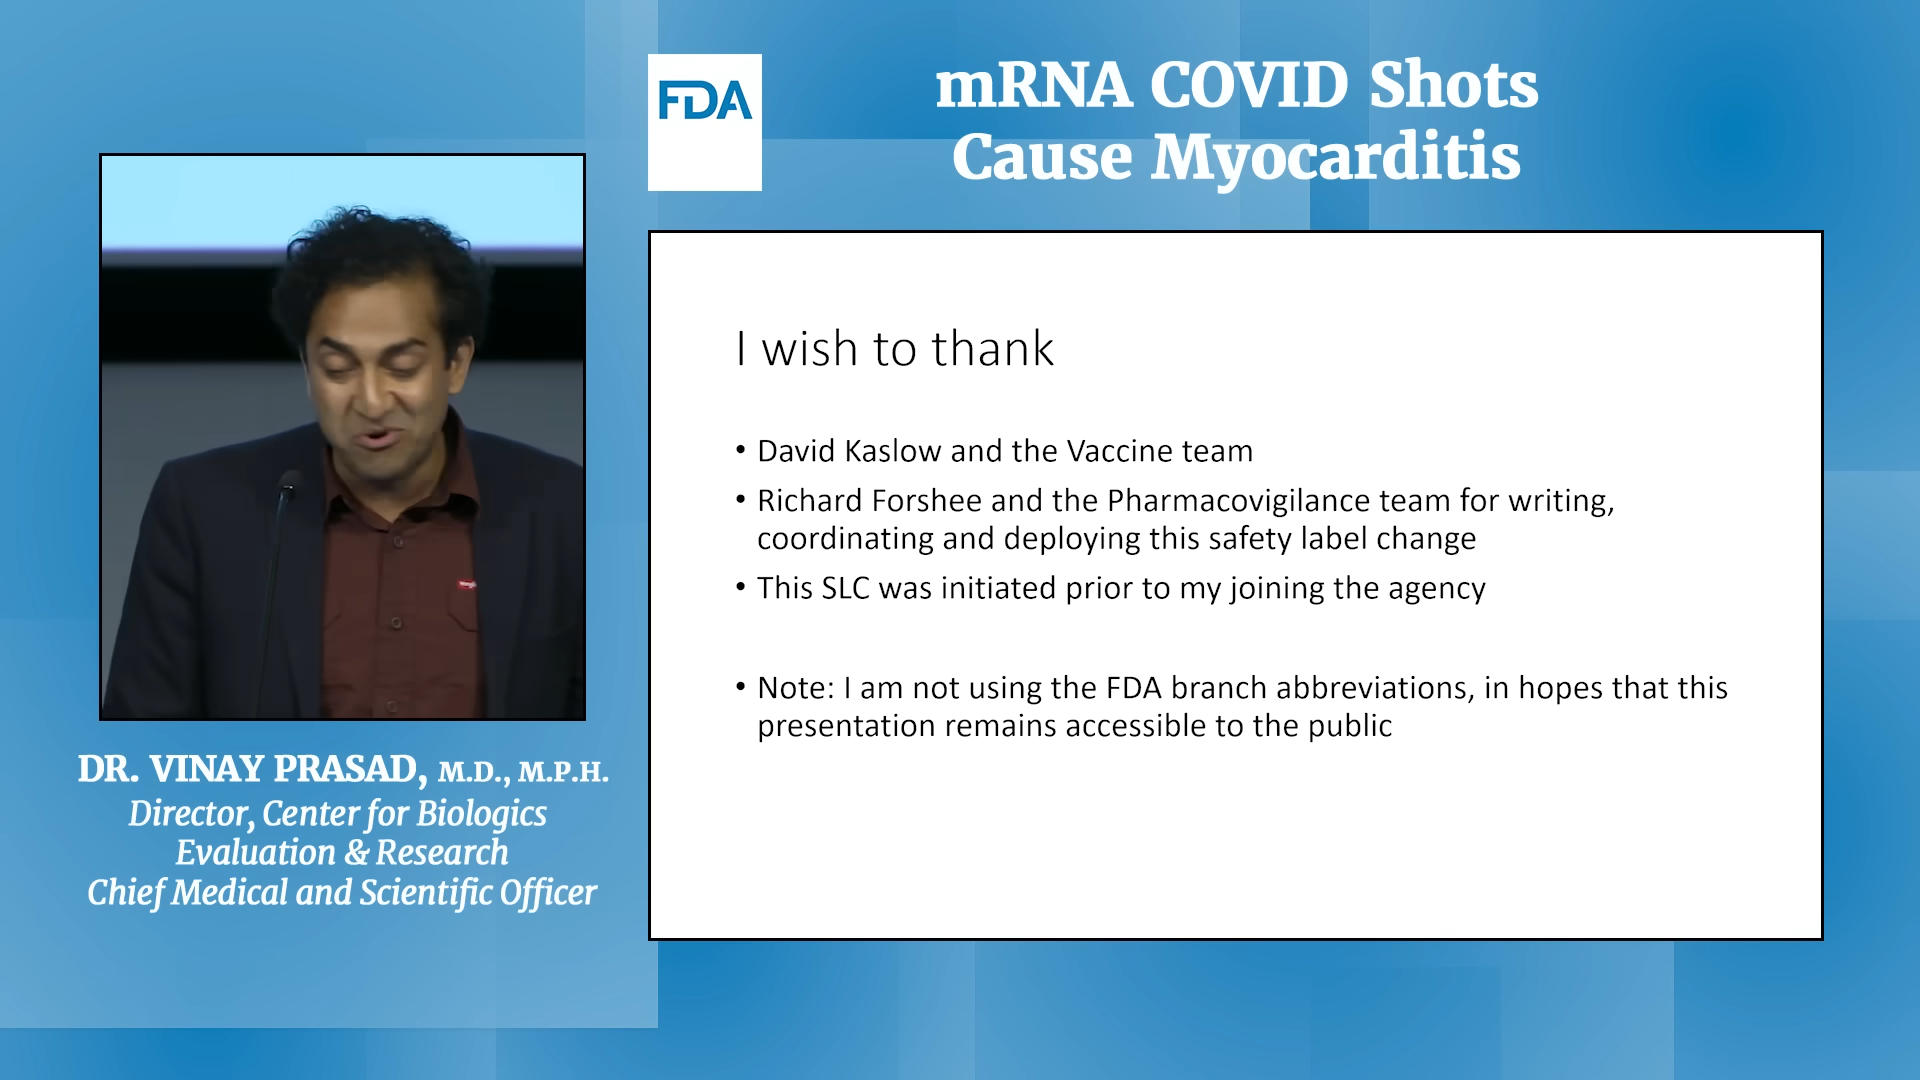 FDA
mRNA COVID Shots
Cause Myocarditis
I wish to thank
• David Kaslow and the Vaccine team
• Richard Forshee and the Pharmacovigilance team for writing,
coordinating and deploying this safety label change
• This SLC was initiated prior to my joining the agency
• Note: I am not using the FDA branch abbreviations, in hopes that this
presentation remains accessible to the public
DR. VINAY PRASAD, M.D., M.P.H.
Director, Center for Biologics
Evaluation & Research
Chief Medical and Scientific Officer